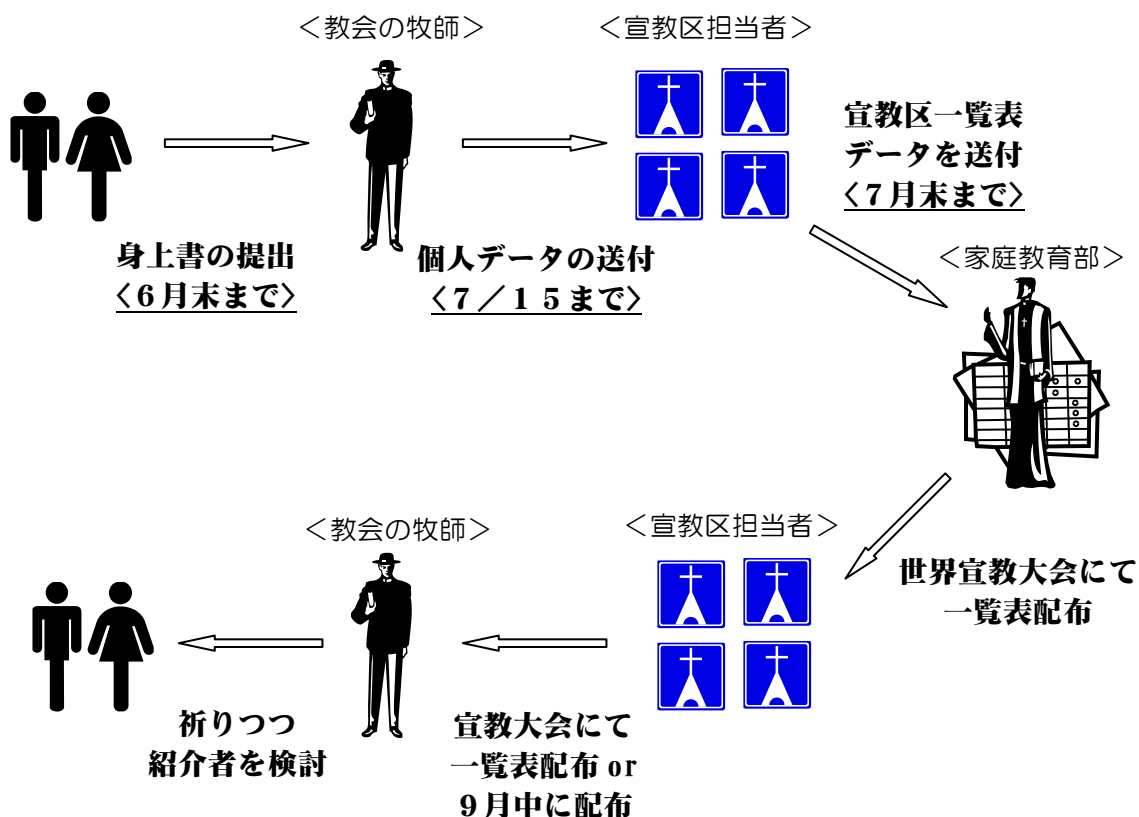 ＜教会の牧師＞
＜宣教区担当者＞
宣教区一覧表
データを送付
〈７月末まで〉
身上書の提出
〈６月末まで〉
個人データの送付
〈７／１５まで〉
＜家庭教育部＞
＜教会の牧師＞
＜宣教区担当者＞
世界宣教大会にて
一覧表配布
祈りつつ
紹介者を検討
宣教大会にて
一覧表配布 or
９月中に配布